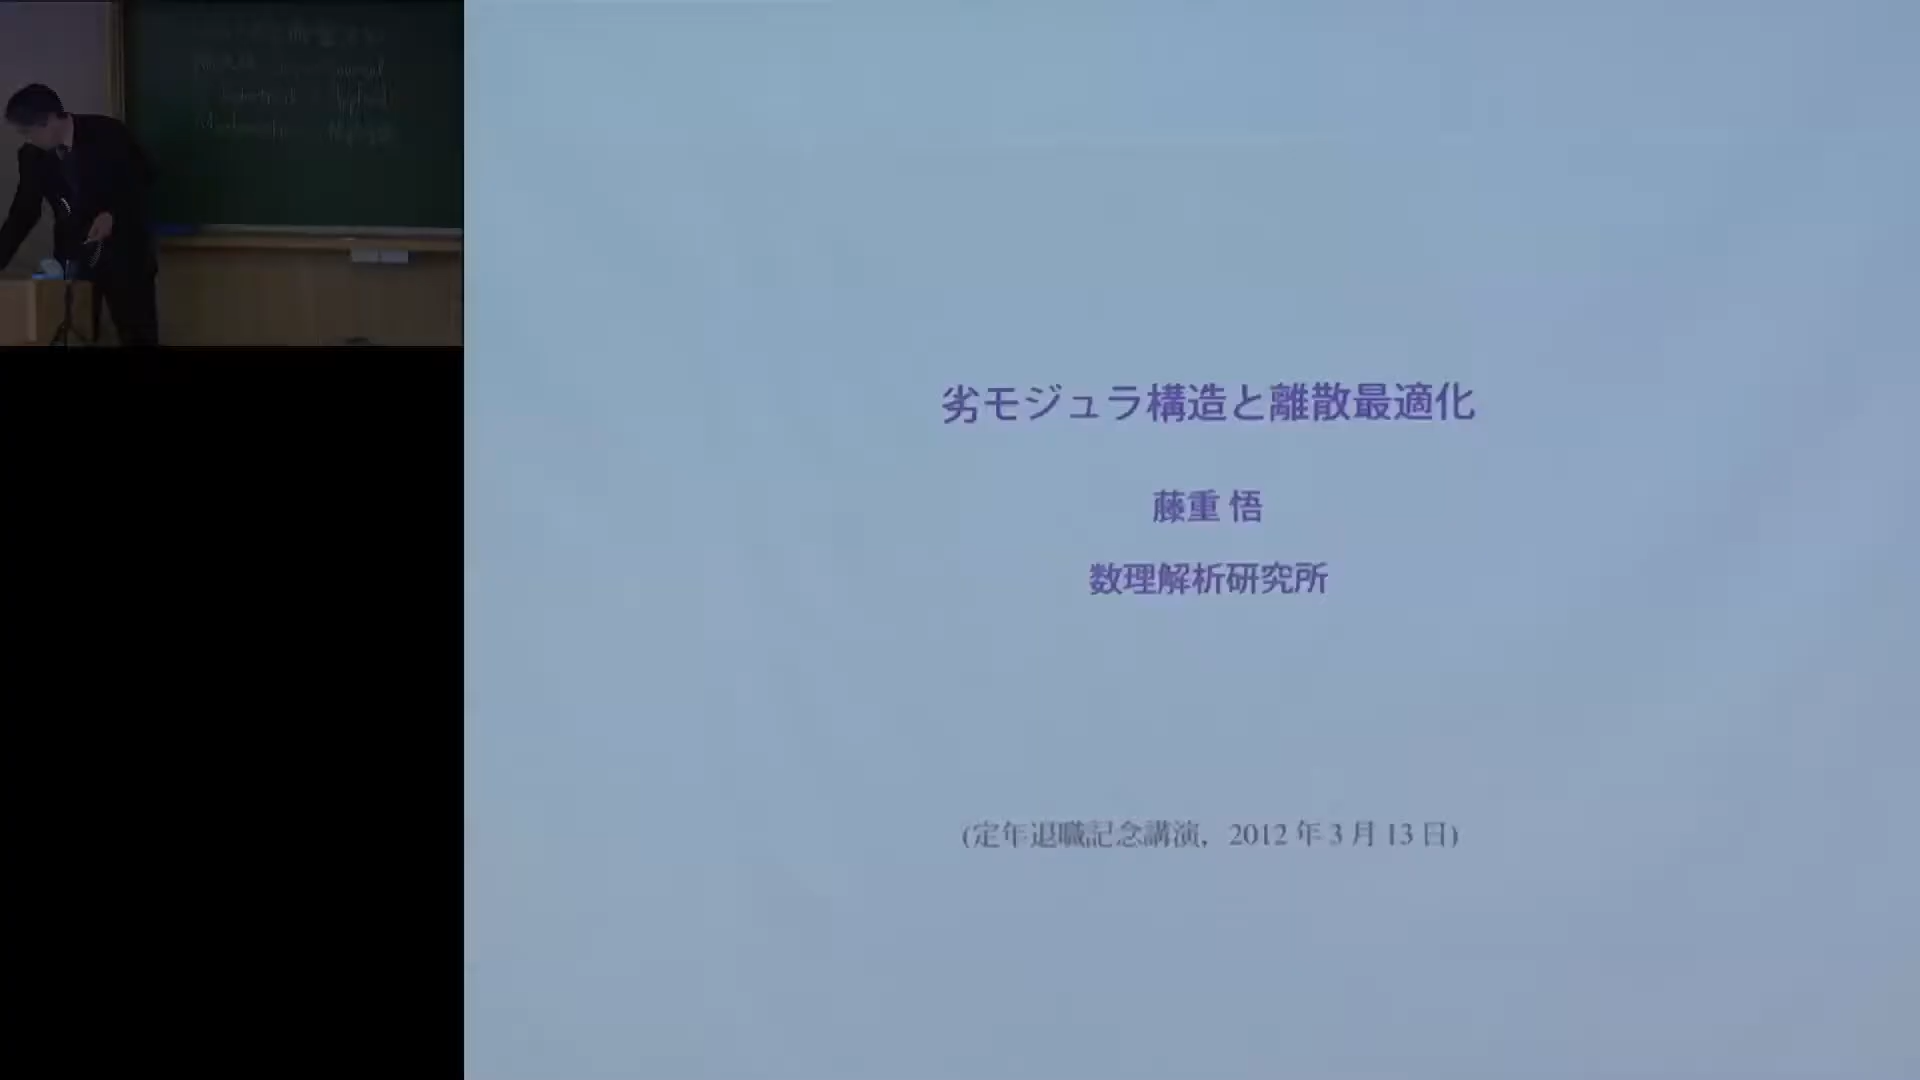 劣モジュラ構造と離散最適化
藤重 悟
数理解析研究所
(定年退職記念講演, 2012 年 3 月 13 日)